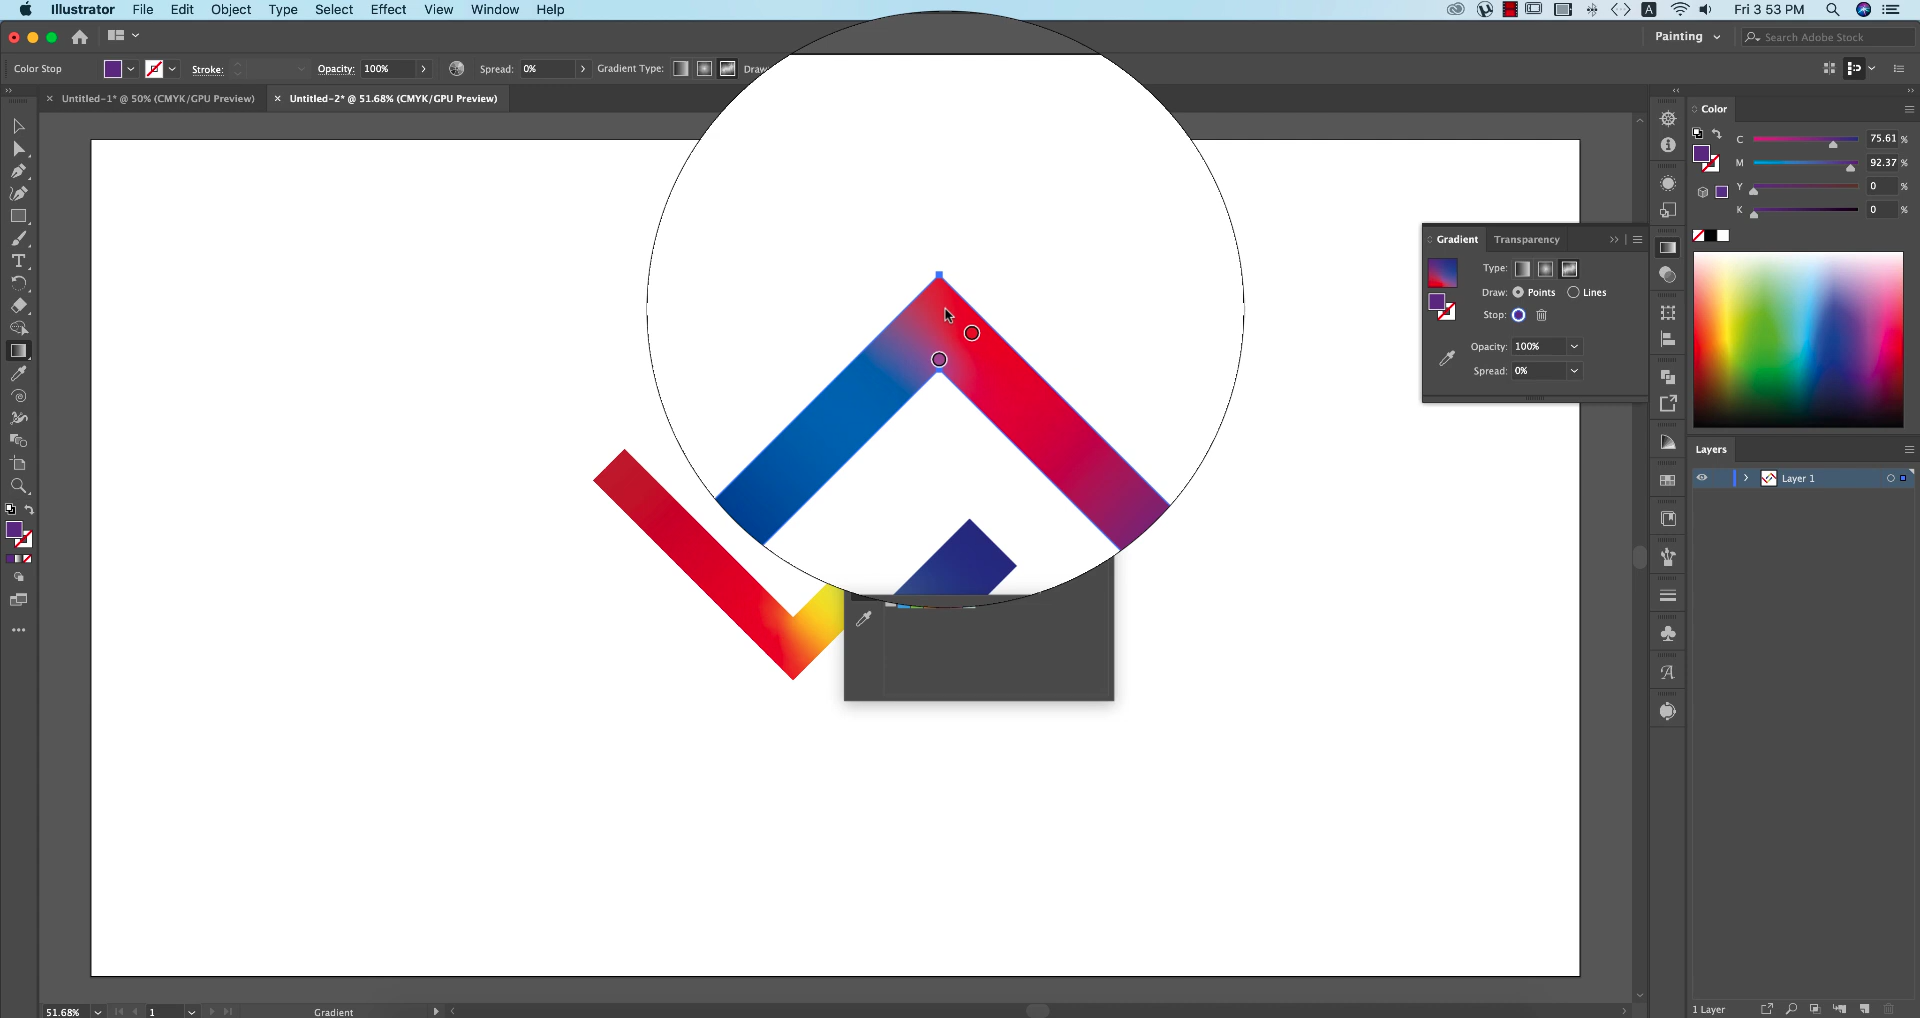 Illustrator File Edit Object Type Select Effect View Window Help
A Fri 3 53 PM
Painting
Search Adobe Stock
Color Stop Stroke: Opacity: 100% Spread: 0% Gradient Type: Draw
Untitled-1* @ 50% (CMYK/GPU Preview) Untitled-2* @ 51.68% (CMYK/GPU Preview)
Color
C 75.61 %
M 92.37 %
Y 0 %
K 0 %
Gradient Transparency
Type:
Draw: Points Lines
Stop:
Opacity: 100%
Spread: 0%
Layers
Layer 1
51.68% 1 Gradient
1 Layer